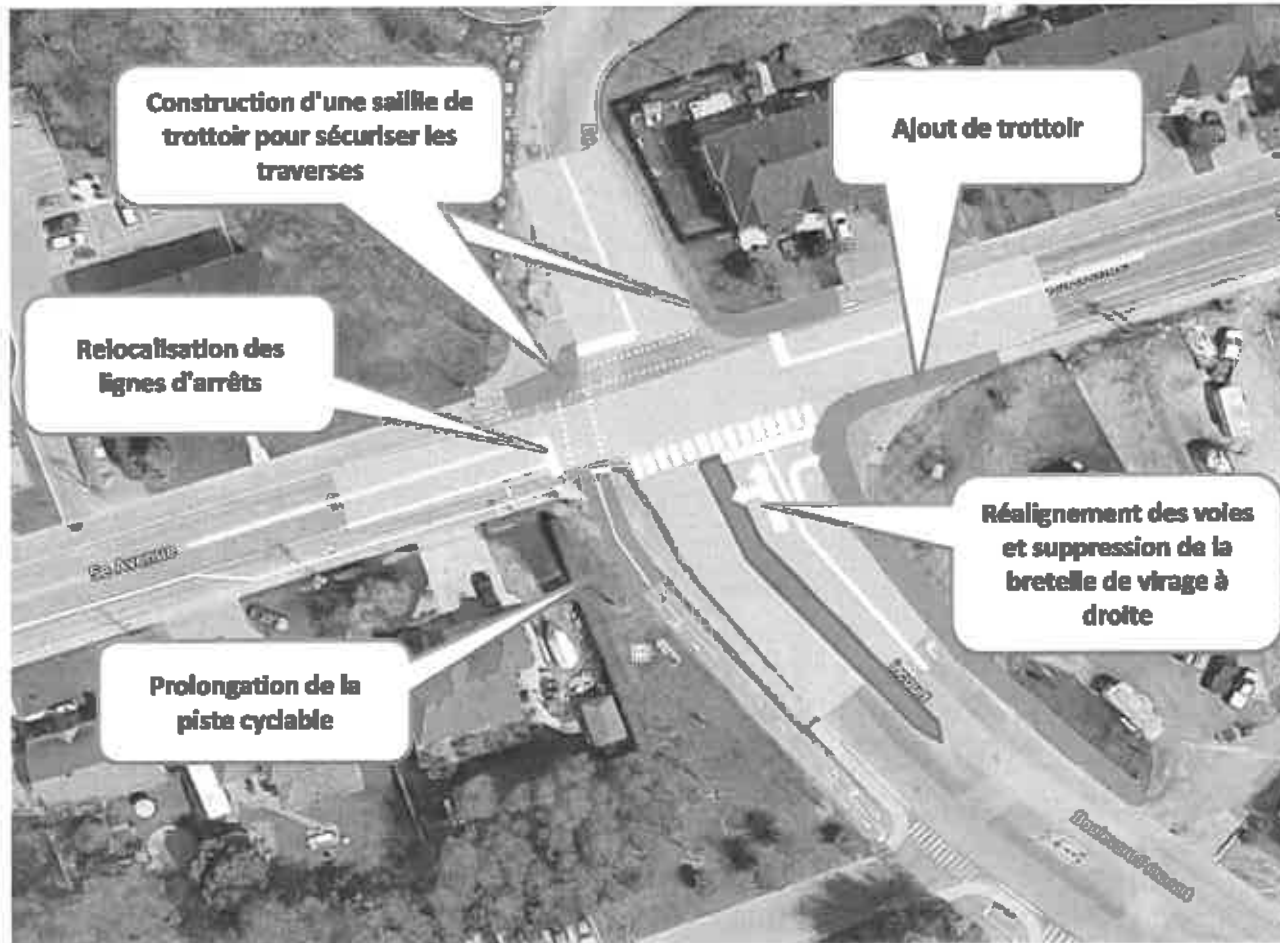 Construction d'une saillie de
trottoir pour sécuriser les
traverses
Ajout de trottoir
Relocalisation des
lignes d'arrêts
5e Avenue
Réalignement des voies
et suppression de la
bretelle de virage à
droite
Prolongation de la
piste cyclable